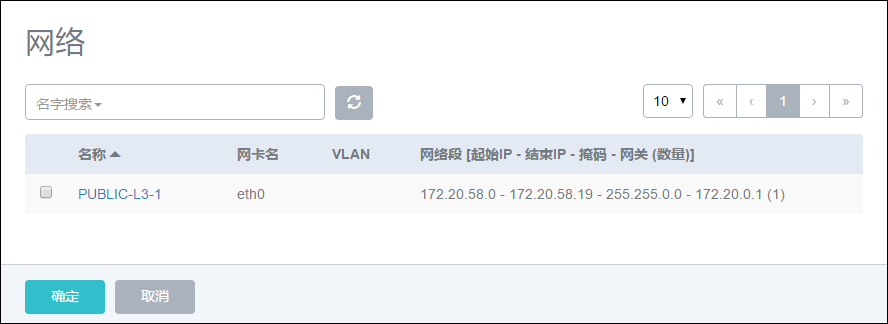 网络
名字搜索
10 « ‹ 1 › »
名称 网卡名 VLAN 网络段 [起始IP - 结束IP - 掩码 - 网关 (数量)]
PUBLIC-L3-1 eth0 172.20.58.0 - 172.20.58.19 - 255.255.0.0 - 172.20.0.1 (1)
确定 取消